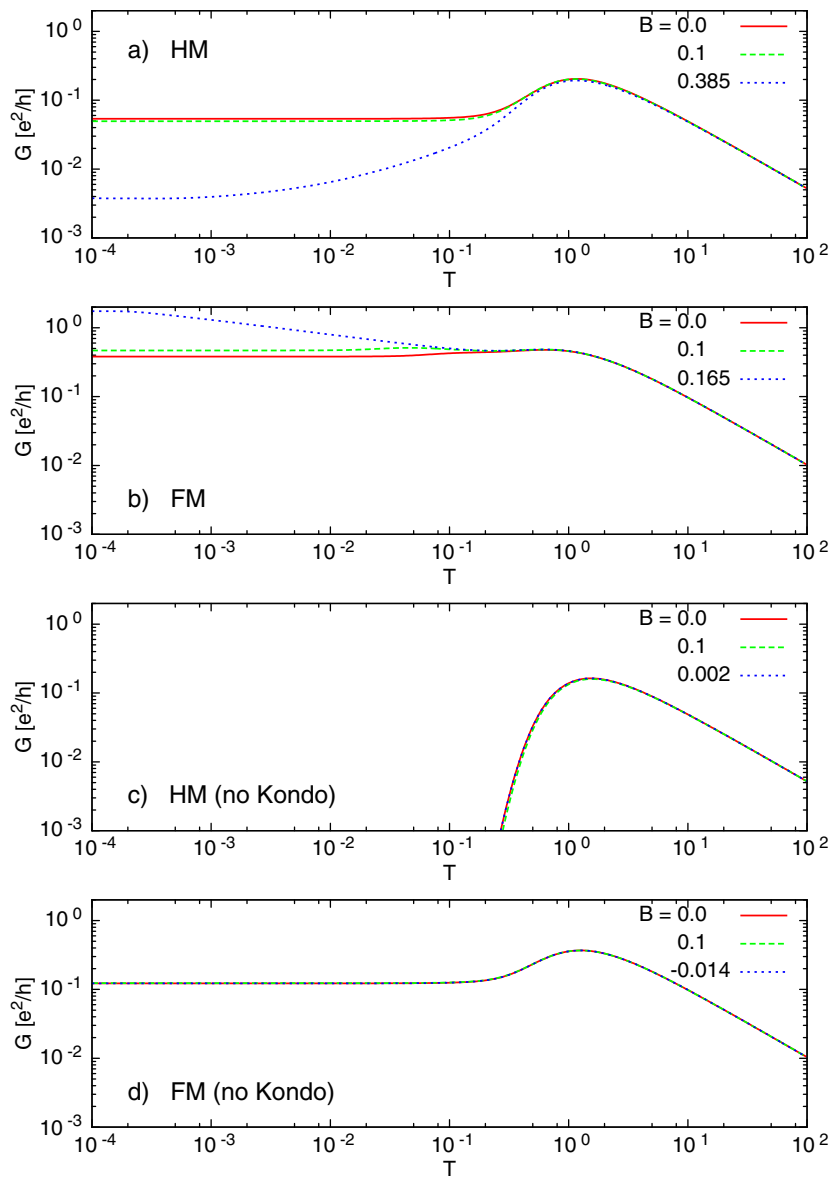 a) HM
B = 0.0
0.1
0.385
G [e²/h]
10⁰
10⁻¹
10⁻²
10⁻³
10⁻⁴ 10⁻³ 10⁻² 10⁻¹ 10⁰ 10¹ 10²
T
B = 0.0
0.1
0.165
G [e²/h]
10⁰
10⁻¹
10⁻²
10⁻³
b) FM
10⁻⁴ 10⁻³ 10⁻² 10⁻¹ 10⁰ 10¹ 10²
T
B = 0.0
0.1
0.002
G [e²/h]
10⁰
10⁻¹
10⁻²
10⁻³
c) HM (no Kondo)
10⁻⁴ 10⁻³ 10⁻² 10⁻¹ 10⁰ 10¹ 10²
T
B = 0.0
0.1
-0.014
G [e²/h]
10⁰
10⁻¹
10⁻²
10⁻³
d) FM (no Kondo)
10⁻⁴ 10⁻³ 10⁻² 10⁻¹ 10⁰ 10¹ 10²
T